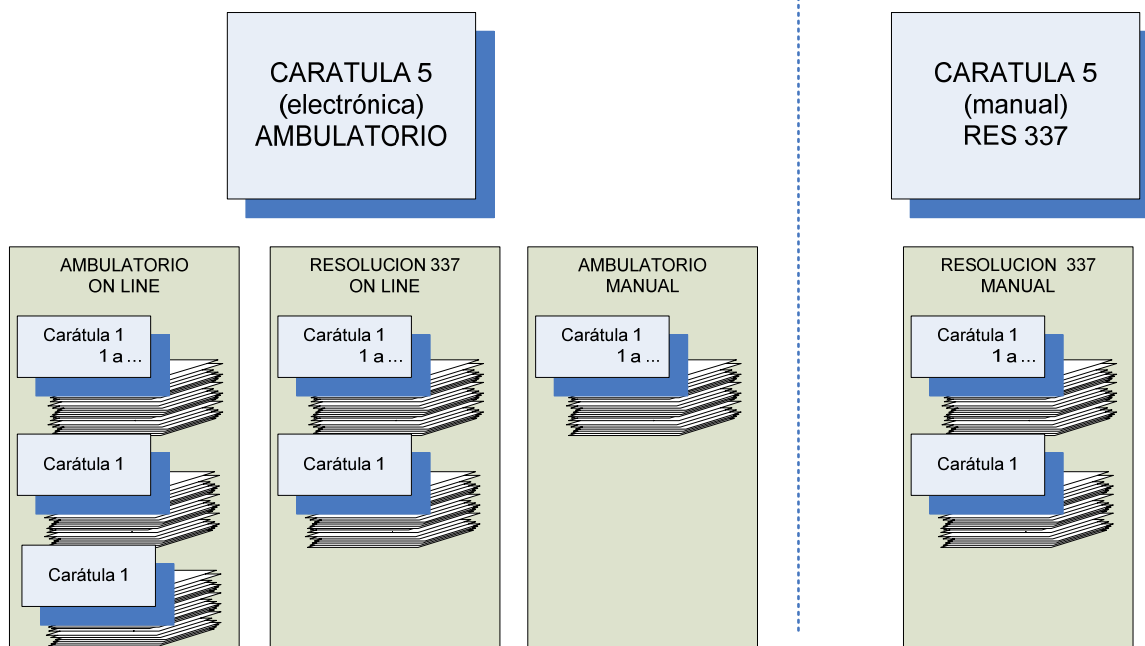 CARATULA 5
(electrónica)
AMBULATORIO
CARATULA 5
(manual)
RES 337
AMBULATORIO
ON LINE
Carátula 1
1 a ...
Carátula 1
Carátula 1
RESOLUCION 337
ON LINE
Carátula 1
1 a ...
Carátula 1
AMBULATORIO
MANUAL
Carátula 1
1 a ...
RESOLUCION 337
MANUAL
Carátula 1
1 a ...
Carátula 1